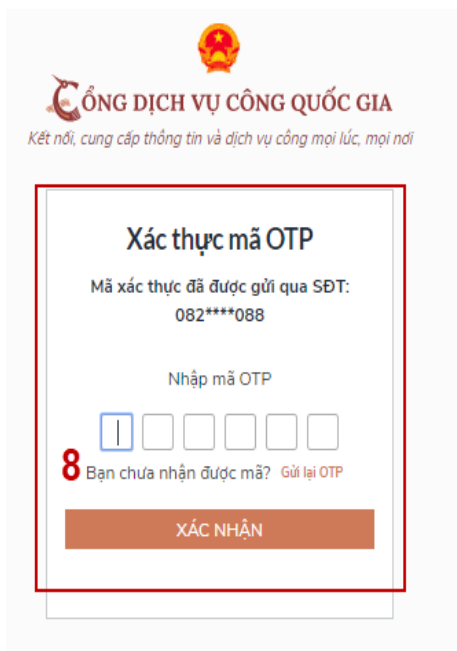 CỔNG DỊCH VỤ CÔNG QUỐC GIA
Kết nối, cung cấp thông tin và dịch vụ công mọi lúc, mọi nơi
Xác thực mã OTP
Mã xác thực đã được gửi qua SĐT:
082****088
Nhập mã OTP
8 Bạn chưa nhận được mã? Gửi lại OTP
XÁC NHẬN